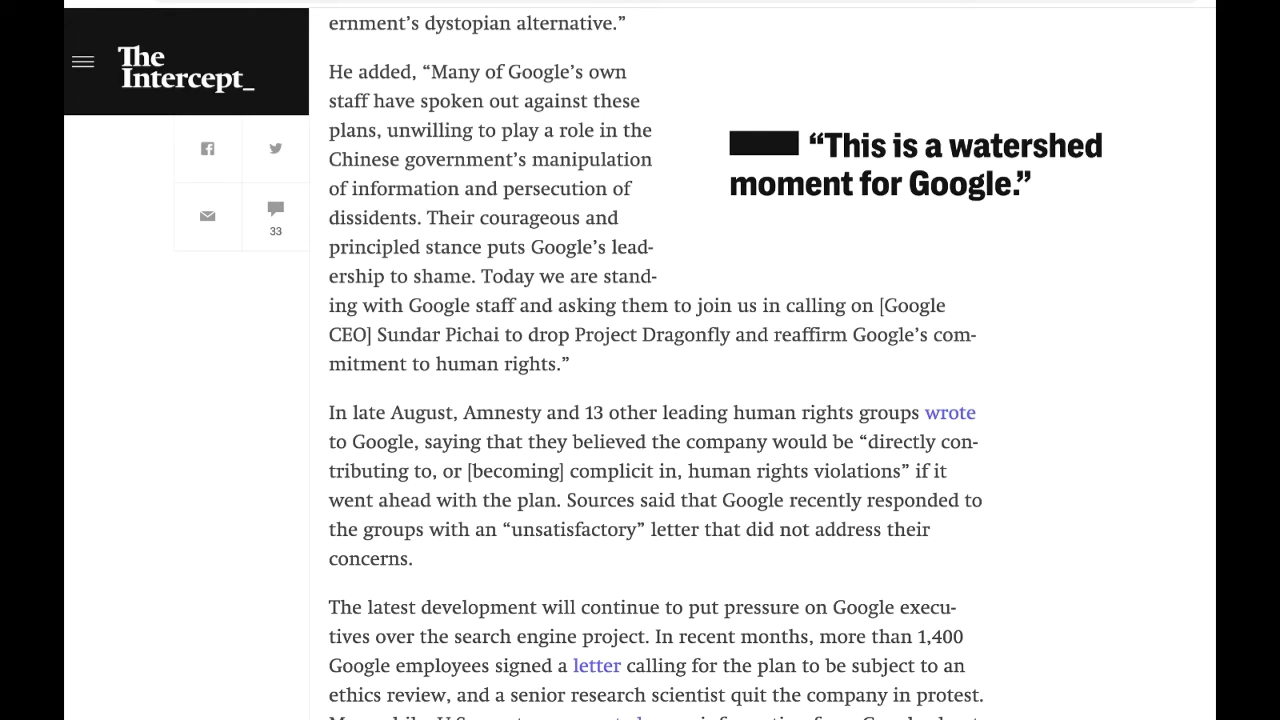 ernment’s dystopian alternative.”
The
Intercept_
33
He added, “Many of Google’s own
staff have spoken out against these
plans, unwilling to play a role in the
Chinese government’s manipulation
of information and persecution of
dissidents. Their courageous and
principled stance puts Google’s lead-
ership to shame. Today we are stand-
ing with Google staff and asking them to join us in calling on [Google
CEO] Sundar Pichai to drop Project Dragonfly and reaffirm Google’s com-
mitment to human rights.”
“This is a watershed
moment for Google.”
In late August, Amnesty and 13 other leading human rights groups wrote
to Google, saying that they believed the company would be “directly con-
tributing to, or [becoming] complicit in, human rights violations” if it
went ahead with the plan. Sources said that Google recently responded to
the groups with an “unsatisfactory” letter that did not address their
concerns.
The latest development will continue to put pressure on Google execu-
tives over the search engine project. In recent months, more than 1,400
Google employees signed a letter calling for the plan to be subject to an
ethics review, and a senior research scientist quit the company in protest.